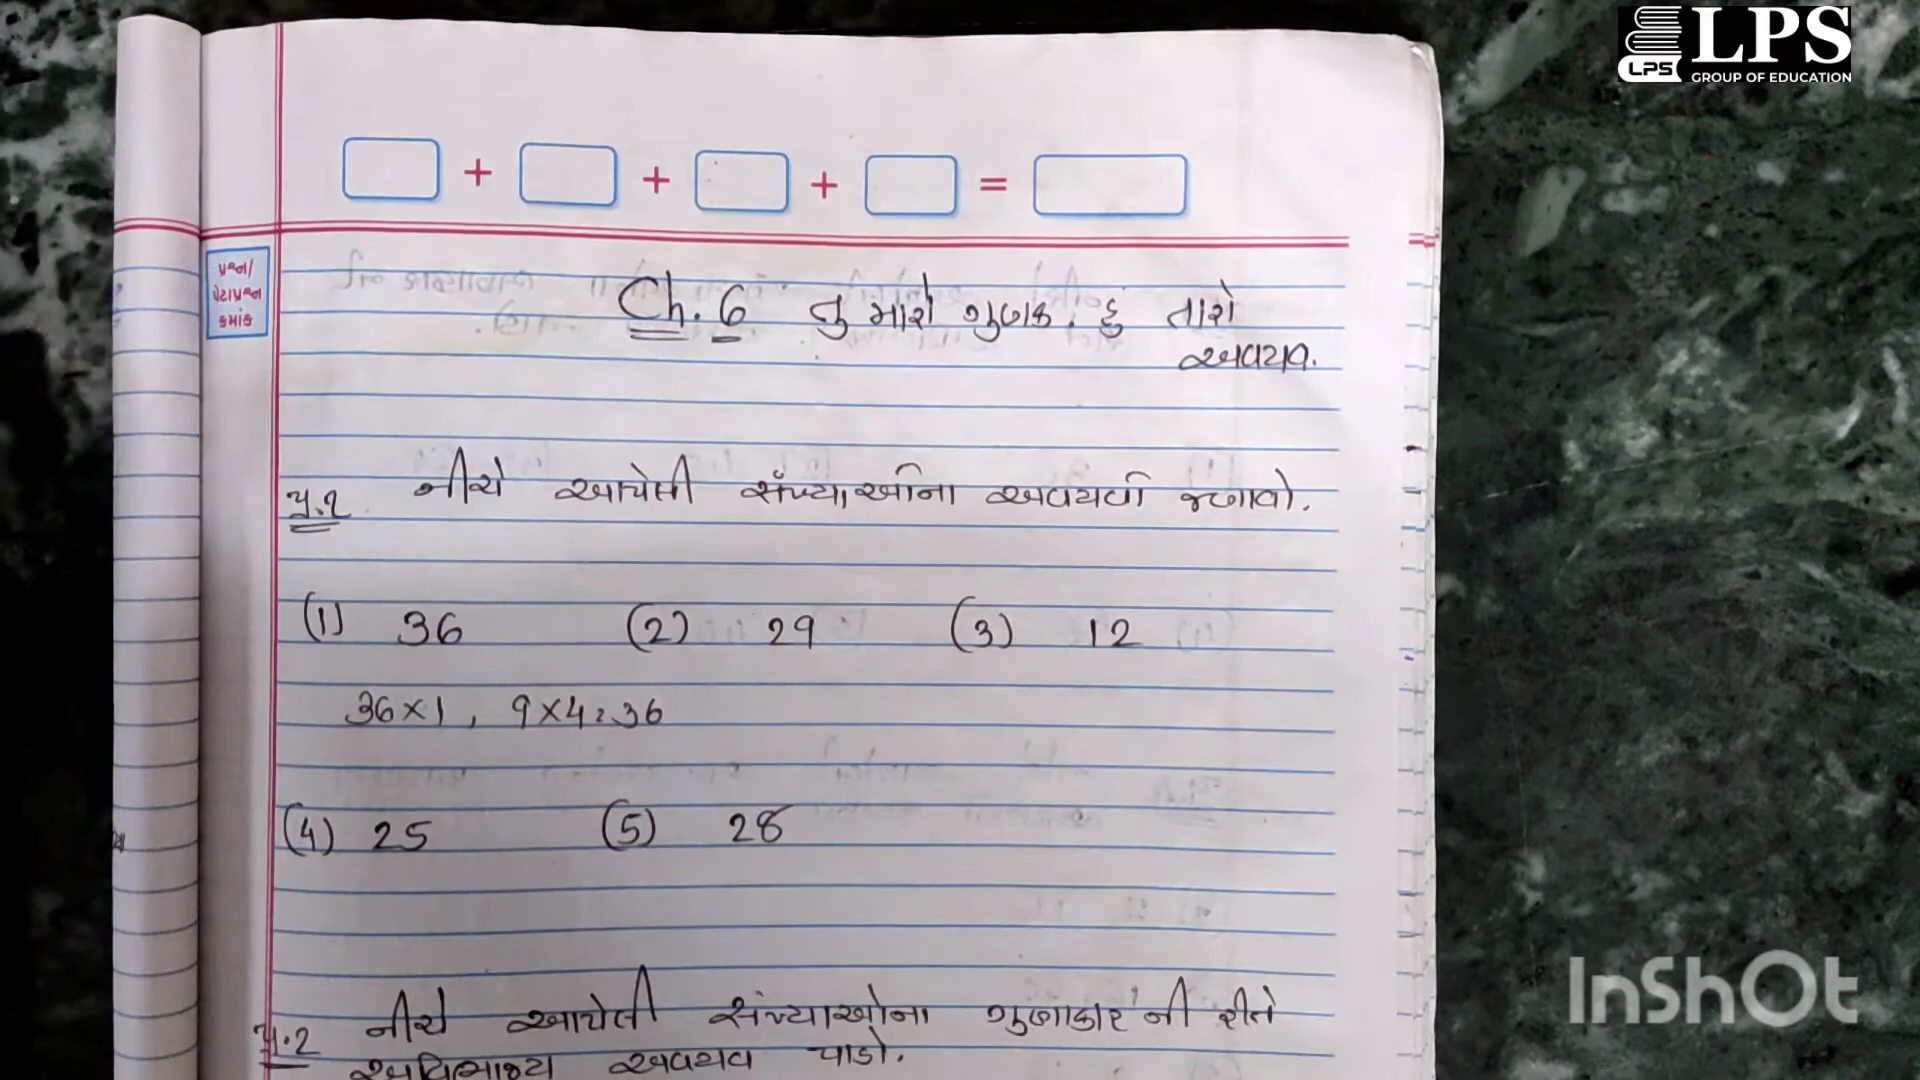 LPS
LPS
GROUP OF EDUCATION
+ + + =
પ્રશ્ન/
પેટાપ્રશ્ન
ક્રમાંક
Ch. 6 તુ મારો ગુણક. હું તારો
અવયવ.
પ્ર.૧ નીચે આપેલી સંખ્યાઓના અવયવો જણાવો.
(1) 36 (2) 29 (3) 12
36×1, 9×4=36
(4) 25 (5) 28
પ્ર.2 નીચે આપેલી સંખ્યાઓના ગુણાકાર ની રીતે
અવિભાજ્ય અવયવ પાડો.
InShOt